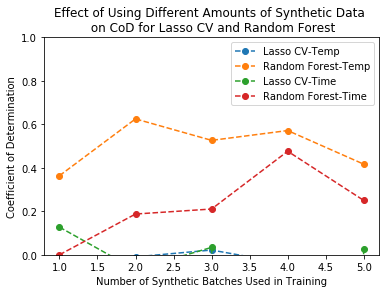 Effect of Using Different Amounts of Synthetic Data
on CoD for Lasso CV and Random Forest
Coefficient of Determination
1.0
0.8
0.6
0.4
0.2
0.0
Lasso CV-Temp
Random Forest-Temp
Lasso CV-Time
Random Forest-Time
1.0 1.5 2.0 2.5 3.0 3.5 4.0 4.5 5.0
Number of Synthetic Batches Used in Training